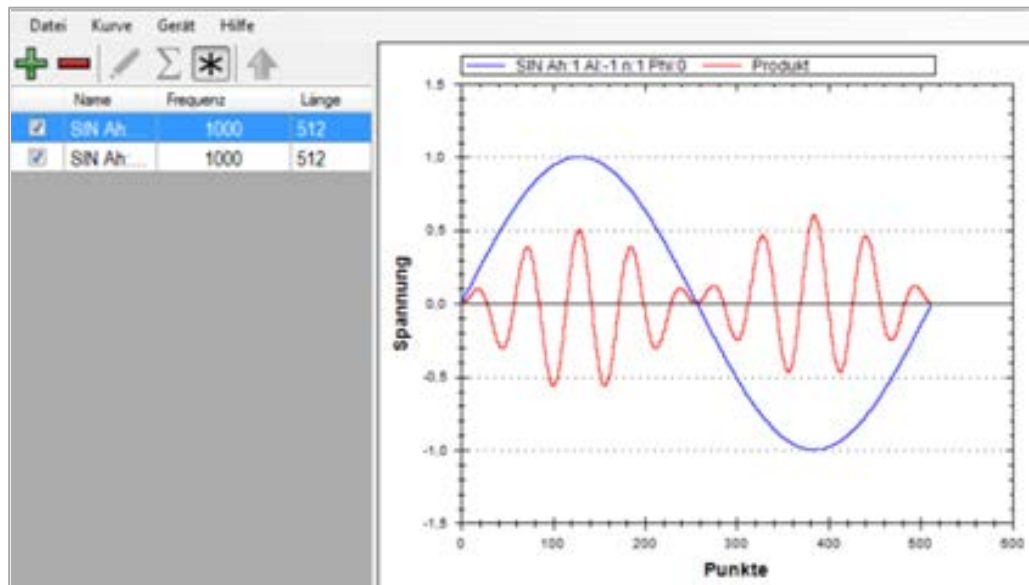 Datei Kurve Gerät Hilfe
Name Frequenz Länge
SIN Ah: 1000 512
SIN Ah:... 1000 512
SIN Ah:1 Al:-1 n:1 Phi:0 Produkt
1,5
1,0
0,5
0,0
-0,5
-1,0
-1,5
Spannung
0 100 200 300 400 500 600
Punkte